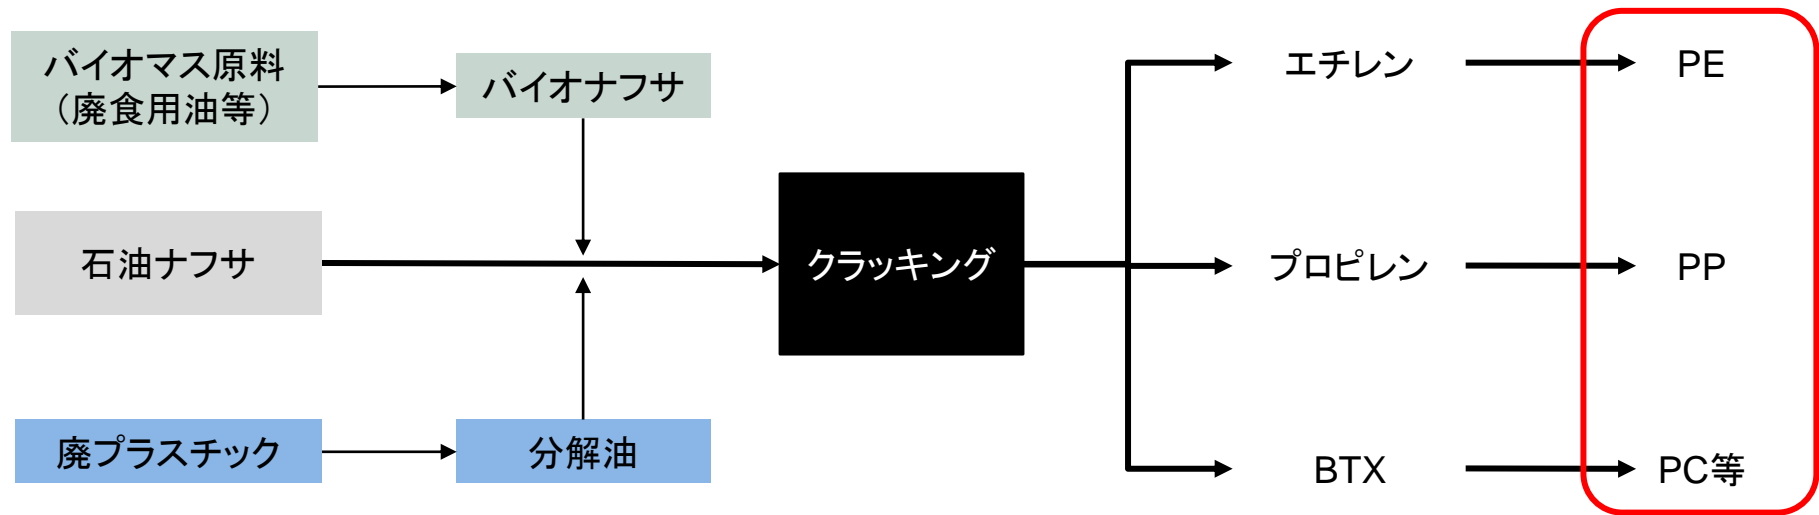 バイオマス原料
（廃食用油等）
バイオナフサ
石油ナフサ
廃プラスチック
分解油
クラッキング
エチレン
PE
プロピレン
PP
BTX
PC等